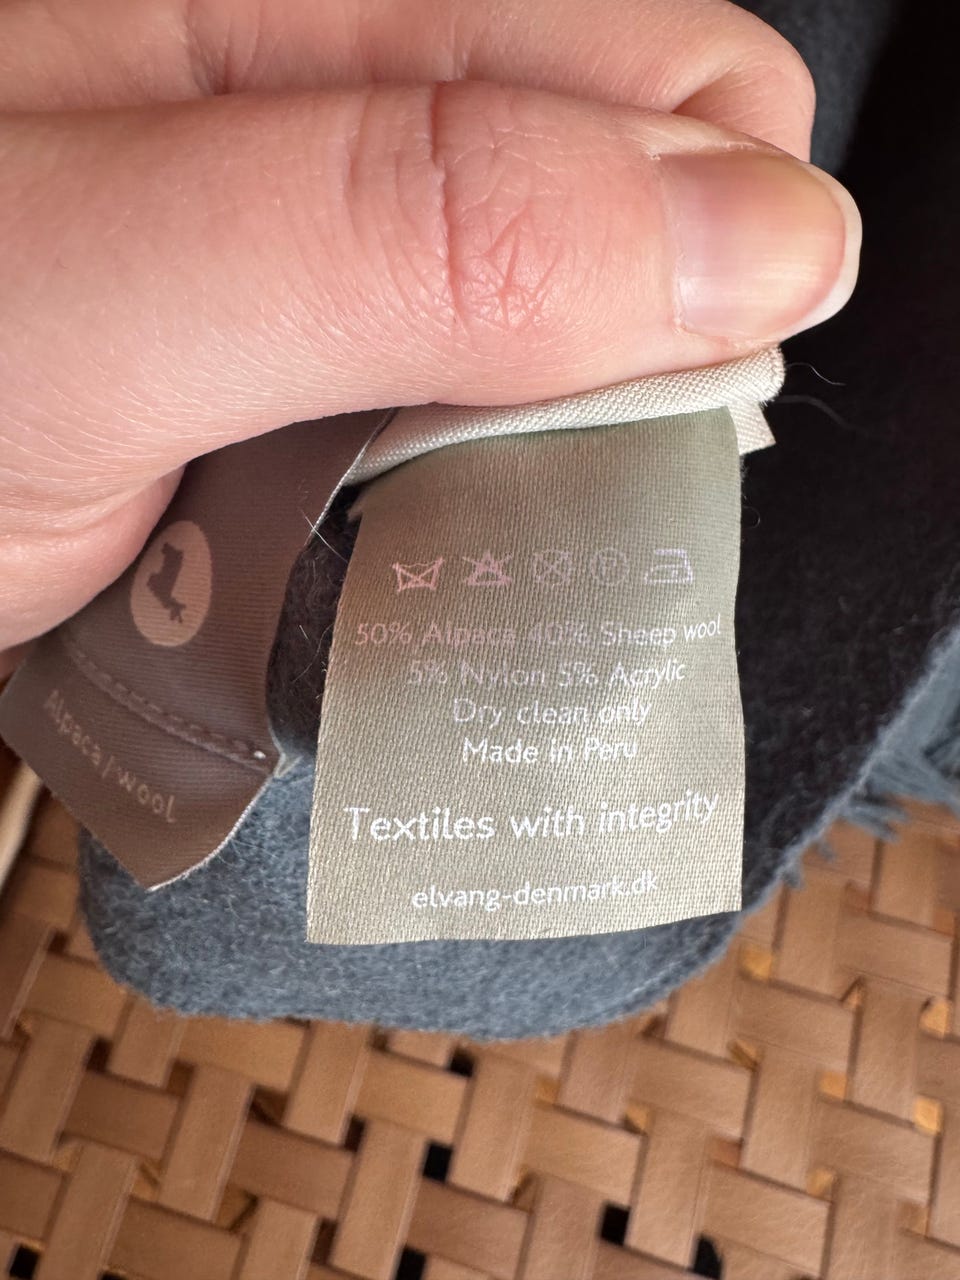 50% Alpaca 40% Sheep wool
5% Nylon 5% Acrylic
Dry clean only
Made in Peru
Textiles with integrity
elvang-denmark.dk
Alpaca | wool